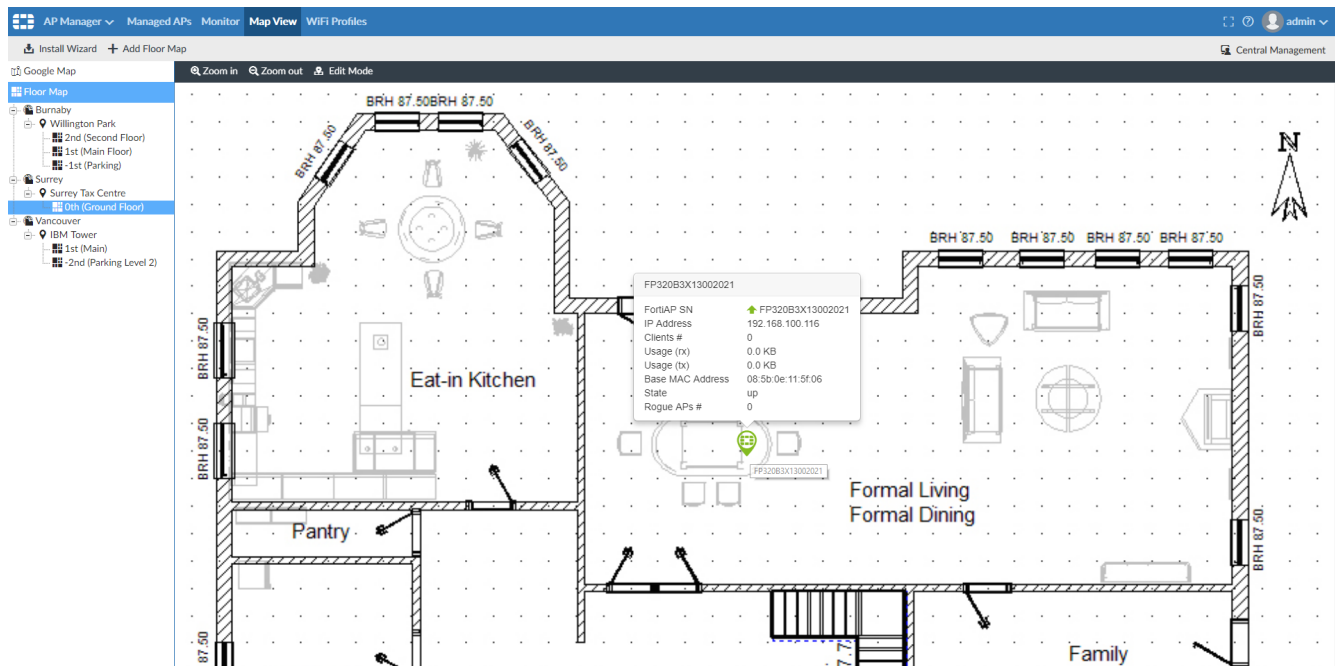 AP Manager Managed APs Monitor Map View WiFi Profiles admin
Install Wizard + Add Floor Map Central Management
Google Map
Zoom in Zoom out Edit Mode
Floor Map
Burnaby
Willington Park
2nd (Second Floor)
1st (Main Floor)
-1st (Parking)
Surrey
Surrey Tax Centre
0th (Ground Floor)
Vancouver
IBM Tower
1st (Main)
-2nd (Parking Level 2)
BRH 87.50BRH 87.50
BRH 87.50
BRH 87.50
N
BRH 87.50 BRH 87.50 BRH 87.50 BRH 87.50
BRH 87.50
FP320B3X13002021
FortiAP SN FP320B3X13002021
IP Address 192.168.100.116
Clients # 0
Usage (rx) 0.0 KB
Usage (tx) 0.0 KB
Base MAC Address 08:5b:0e:11:5f:06
State up
Rogue APs # 0
BRH 87.50
Eat-in Kitchen
BRH 87.50
FP320B3X13002021
Formal Living
Formal Dining
BRH 87.50
Pantry
Family
87.50
7.7